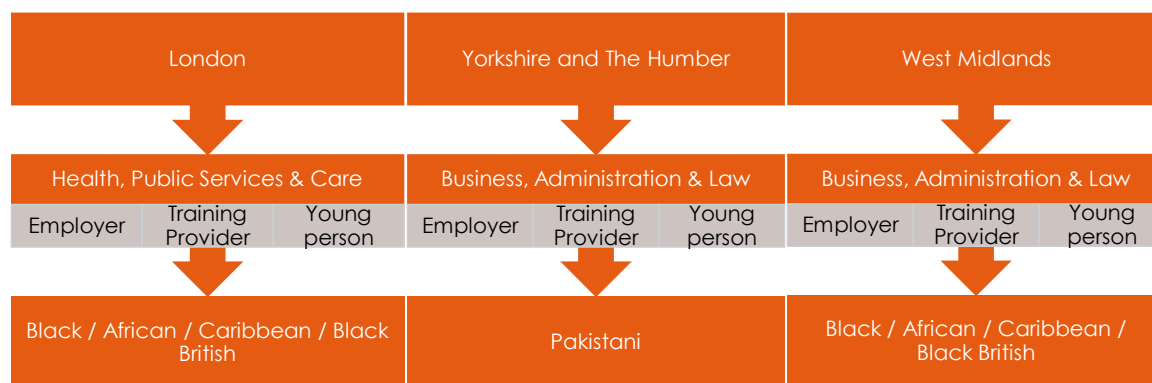 London
Yorkshire and The Humber
West Midlands
Health, Public Services & Care
Business, Administration & Law
Business, Administration & Law
Employer
Training
Provider
Young
person
Employer
Training
Provider
Young
person
Employer
Training
Provider
Young
person
Black / African / Caribbean / Black
British
Pakistani
Black / African / Caribbean /
Black British